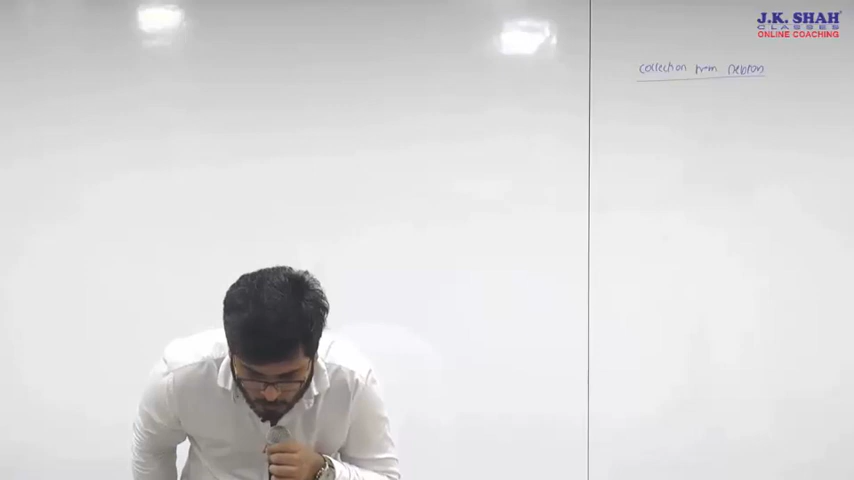 J.K. SHAH
CLASSES
ONLINE COACHING
collection from Debtors